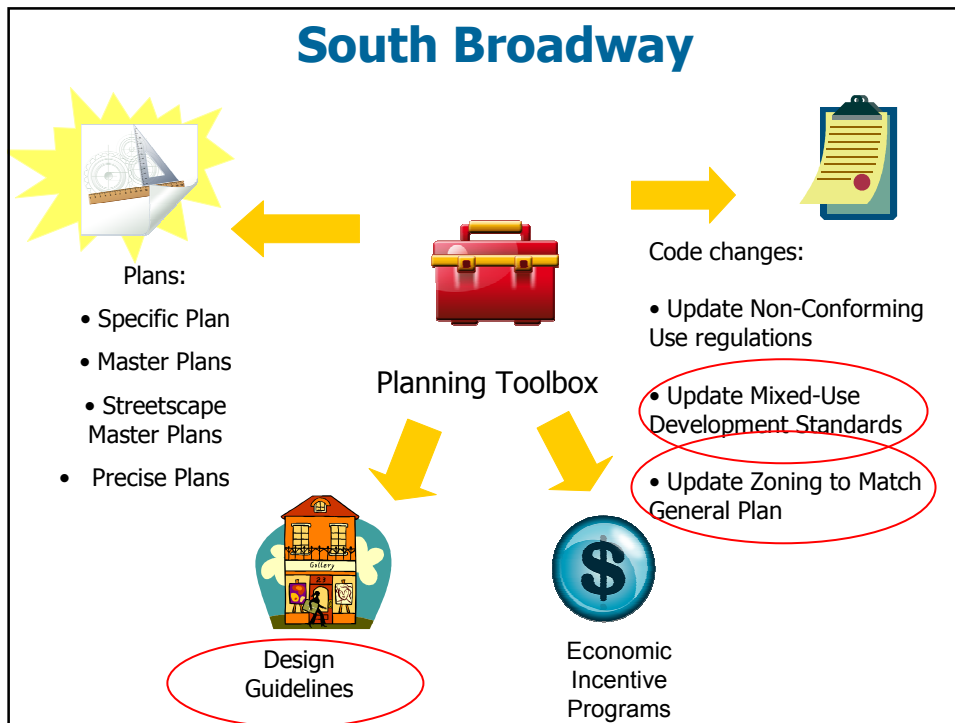 South Broadway
Plans:
• Specific Plan
• Master Plans
• Streetscape
Master Plans
• Precise Plans
Planning Toolbox
Code changes:
• Update Non-Conforming
Use regulations
• Update Mixed-Use
Development Standards
• Update Zoning to Match
General Plan
Gallery
23
Design
Guidelines
$
Economic
Incentive
Programs